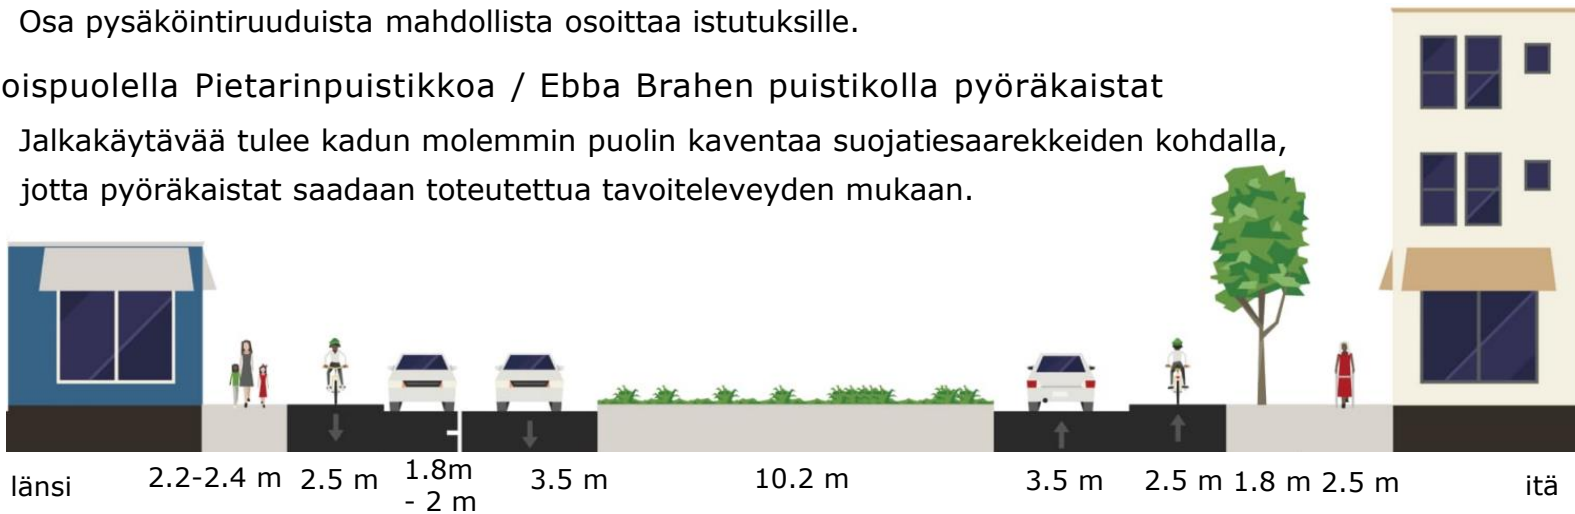 Osa pysäköintiruuduista mahdollista osoittaa istutuksille.
oispuolella Pietarinpuistikkoa / Ebba Brahen puistikolla pyöräkaistat
Jalkakäytävää tulee kadun molemmin puolin kaventaa suojatiesaarekkeiden kohdalla,
jotta pyöräkaistat saadaan toteutettua tavoiteleveyden mukaan.
länsi 2.2-2.4 m 2.5 m 1.8m - 2 m 3.5 m 10.2 m 3.5 m 2.5 m 1.8 m 2.5 m itä